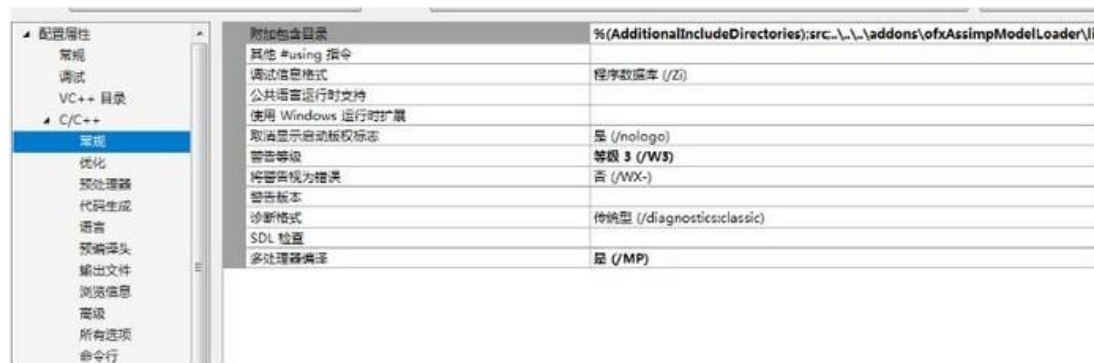 配置属性
常规
调试
VC++ 目录
C/C++
常规
优化
预处理器
代码生成
语言
预编译头
输出文件
浏览信息
高级
所有选项
命令行
附加包含目录 %(AdditionalIncludeDirectories);src;..\..\..\addons\ofxAssimpModelLoader\li
其他 #using 指令
调试信息格式 程序数据库 (/Zi)
公共语言运行时支持
使用 Windows 运行时扩展
取消显示启动版权标志 是 (/nologo)
警告等级 等级 3 (/W3)
将警告视为错误 否 (/WX-)
警告版本
诊断格式 传统型 (/diagnostics:classic)
SDL 检查
多处理器编译 是 (/MP)